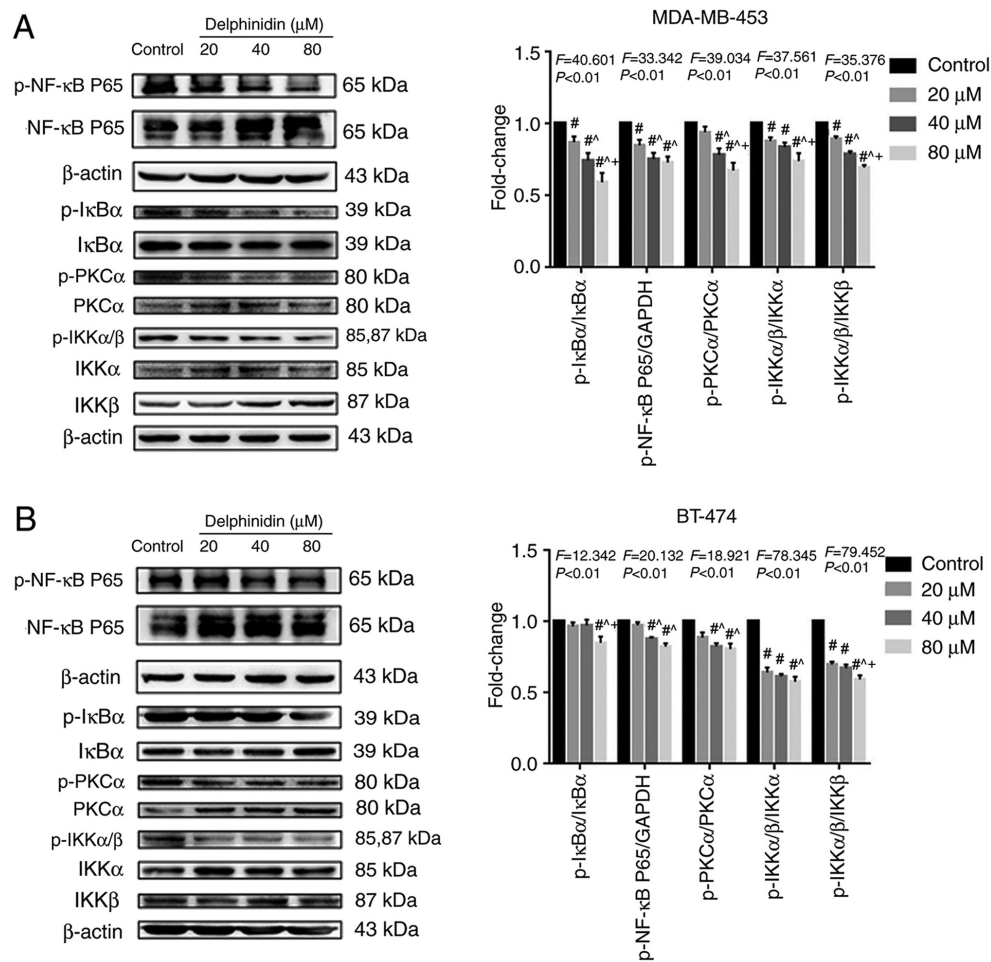 A
Delphinidin (μM)
Control 20 40 80
p-NF-κB P65 65 kDa
NF-κB P65 65 kDa
β-actin 43 kDa
p-IκBα 39 kDa
IκBα 39 kDa
p-PKCα 80 kDa
PKCα 80 kDa
p-IKKα/β 85,87 kDa
IKKα 85 kDa
IKKβ 87 kDa
β-actin 43 kDa
MDA-MB-453
F=40.601 F=33.342 F=39.034 F=37.561 F=35.376
P<0.01 P<0.01 P<0.01 P<0.01 P<0.01
Control
20 μM
40 μM
80 μM
Fold-change
1.5
1.0
0.5
0.0
# #^ #^+ # #^ #^ #^ #^+ # # #^+ # #^ #^+
p-IκBα/IκBα
p-NF-κB P65/GAPDH
p-PKCα/PKCα
p-IKKα/β/IKKα
p-IKKα/β/IKKβ
B
Delphinidin (μM)
Control 20 40 80
p-NF-κB P65 65 kDa
NF-κB P65 65 kDa
β-actin 43 kDa
p-IκBα 39 kDa
IκBα 39 kDa
p-PKCα 80 kDa
PKCα 80 kDa
p-IKKα/β 85,87 kDa
IKKα 85 kDa
IKKβ 87 kDa
β-actin 43 kDa
BT-474
F=12.342 F=20.132 F=18.921 F=78.345 F=79.452
P<0.01 P<0.01 P<0.01 P<0.01 P<0.01
Control
20 μM
40 μM
80 μM
Fold-change
1.5
1.0
0.5
0.0
#^+ #^ #^ #^ #^ # # #^ # # #^+
p-IκBα/IκBα
p-NF-κB P65/GAPDH
p-PKCα/PKCα
p-IKKα/β/IKKα
p-IKKα/β/IKKβ